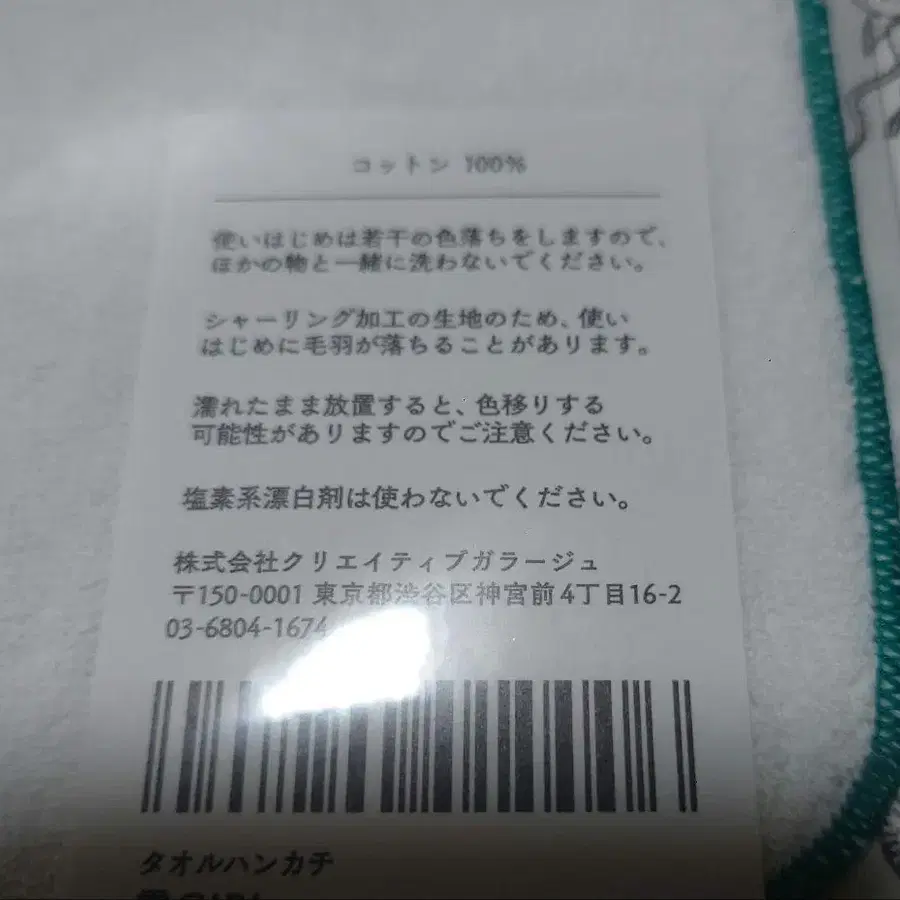 コットン 100%
使いはじめは若干の色落ちをしますので、
ほかの物と一緒に洗わないでください。
シャーリング加工の生地のため、使い
はじめに毛羽が落ちることがあります。
濡れたまま放置すると、色移りする
可能性がありますのでご注意ください。
塩素系漂白剤は使わないでください。
株式会社クリエイティブガラージュ
〒150-0001 東京都渋谷区神宮前4丁目16-2
03-6804-1674
タオルハンカチ